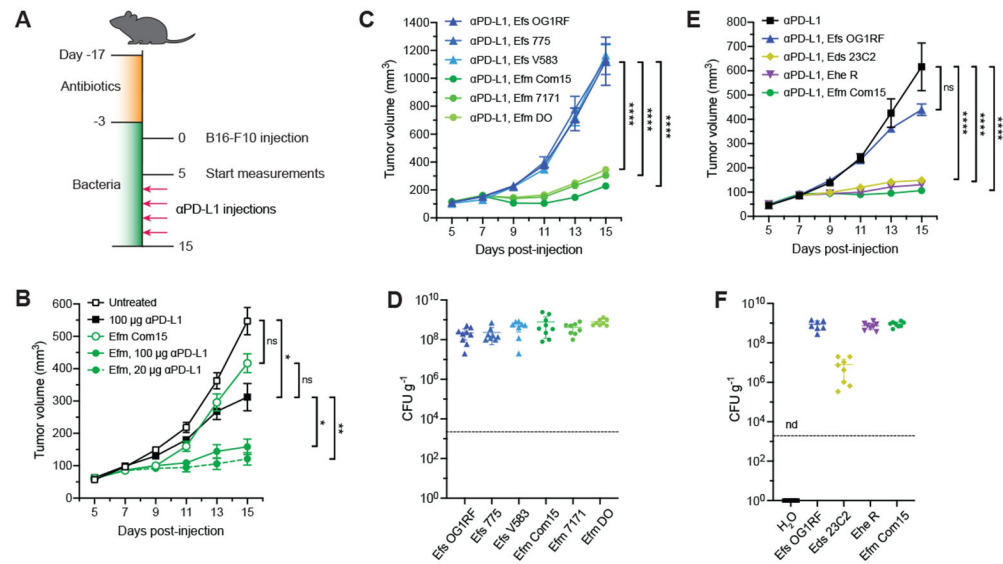 A
Day -17
Antibiotics
-3
Bacteria
0
B16-F10 injection
5
Start measurements
αPD-L1 injections
15
B
Untreated
100 µg αPD-L1
Efm Com15
Efm, 100 µg αPD-L1
Efm, 20 µg αPD-L1
Tumor volume (mm³)
600
500
400
300
200
100
0
5 7 9 11 13 15
Days post-injection
ns
*
ns
*
**
C
αPD-L1, Efs OG1RF
αPD-L1, Efs 775
αPD-L1, Efs V583
αPD-L1, Efm Com15
αPD-L1, Efm 7171
αPD-L1, Efm DO
Tumor volume (mm³)
1400
1200
1000
800
600
400
200
0
5 7 9 11 13 15
Days post-injection
****
****
****
D
CFU g⁻¹
10¹⁰
10⁸
10⁶
10⁴
10²
10⁰
Efs OG1RF
Efs 775
Efs V583
Efm Com15
Efm 7171
Efm DO
E
αPD-L1
αPD-L1, Efs OG1RF
αPD-L1, Eds 23C2
αPD-L1, Ehe R
αPD-L1, Efm Com15
Tumor volume (mm³)
800
700
600
500
400
300
200
100
0
5 7 9 11 13 15
Days post-injection
ns
****
****
****
F
CFU g⁻¹
10¹⁰
10⁸
10⁶
10⁴
10²
10⁰
nd
H₂O
Efs OG1RF
Eds 23C2
Ehe R
Efm Com15